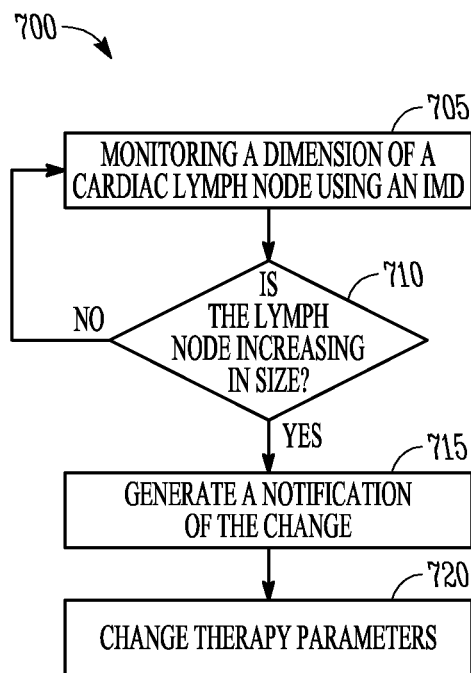 700
705
MONITORING A DIMENSION OF A
CARDIAC LYMPH NODE USING AN IMD
710
IS
THE LYMPH
NODE INCREASING
IN SIZE?
NO
YES
715
GENERATE A NOTIFICATION
OF THE CHANGE
720
CHANGE THERAPY PARAMETERS